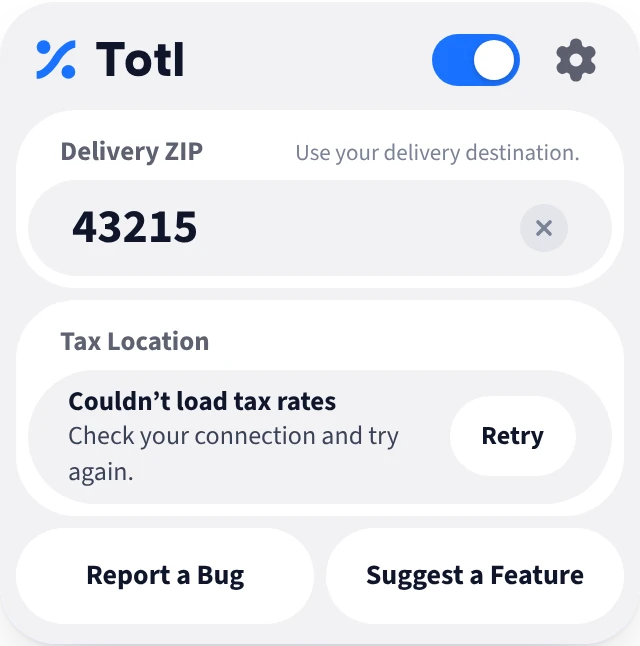 Totl
Delivery ZIP
Use your delivery destination.
43215
Tax Location
Couldn’t load tax rates
Check your connection and try
again.
Retry
Report a Bug
Suggest a Feature